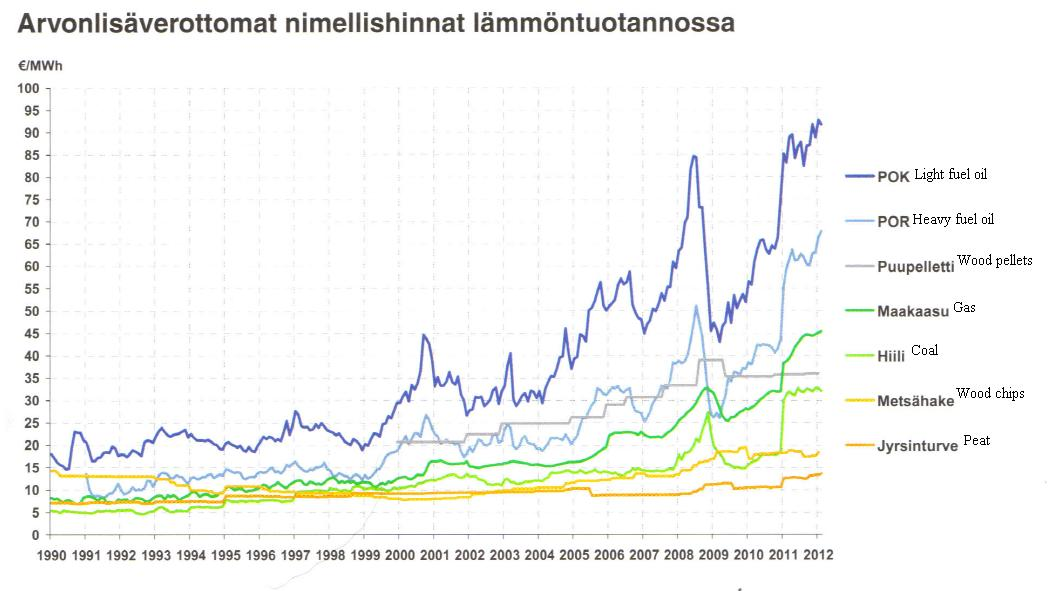 Arvonlisäverottomat nimellishinnat lämmöntuotannossa
€/MWh
100
95
90
85
80
75
70
65
60
55
50
45
40
35
30
25
20
15
10
5
0
1990 1991 1992 1993 1994 1995 1996 1997 1998 1999 2000 2001 2002 2003 2004 2005 2006 2007 2008 2009 2010 2011 2012
POK Light fuel oil
POR Heavy fuel oil
Puupelletti Wood pellets
Maakaasu Gas
Hiili Coal
Metsähake Wood chips
Jyrsinturve Peat